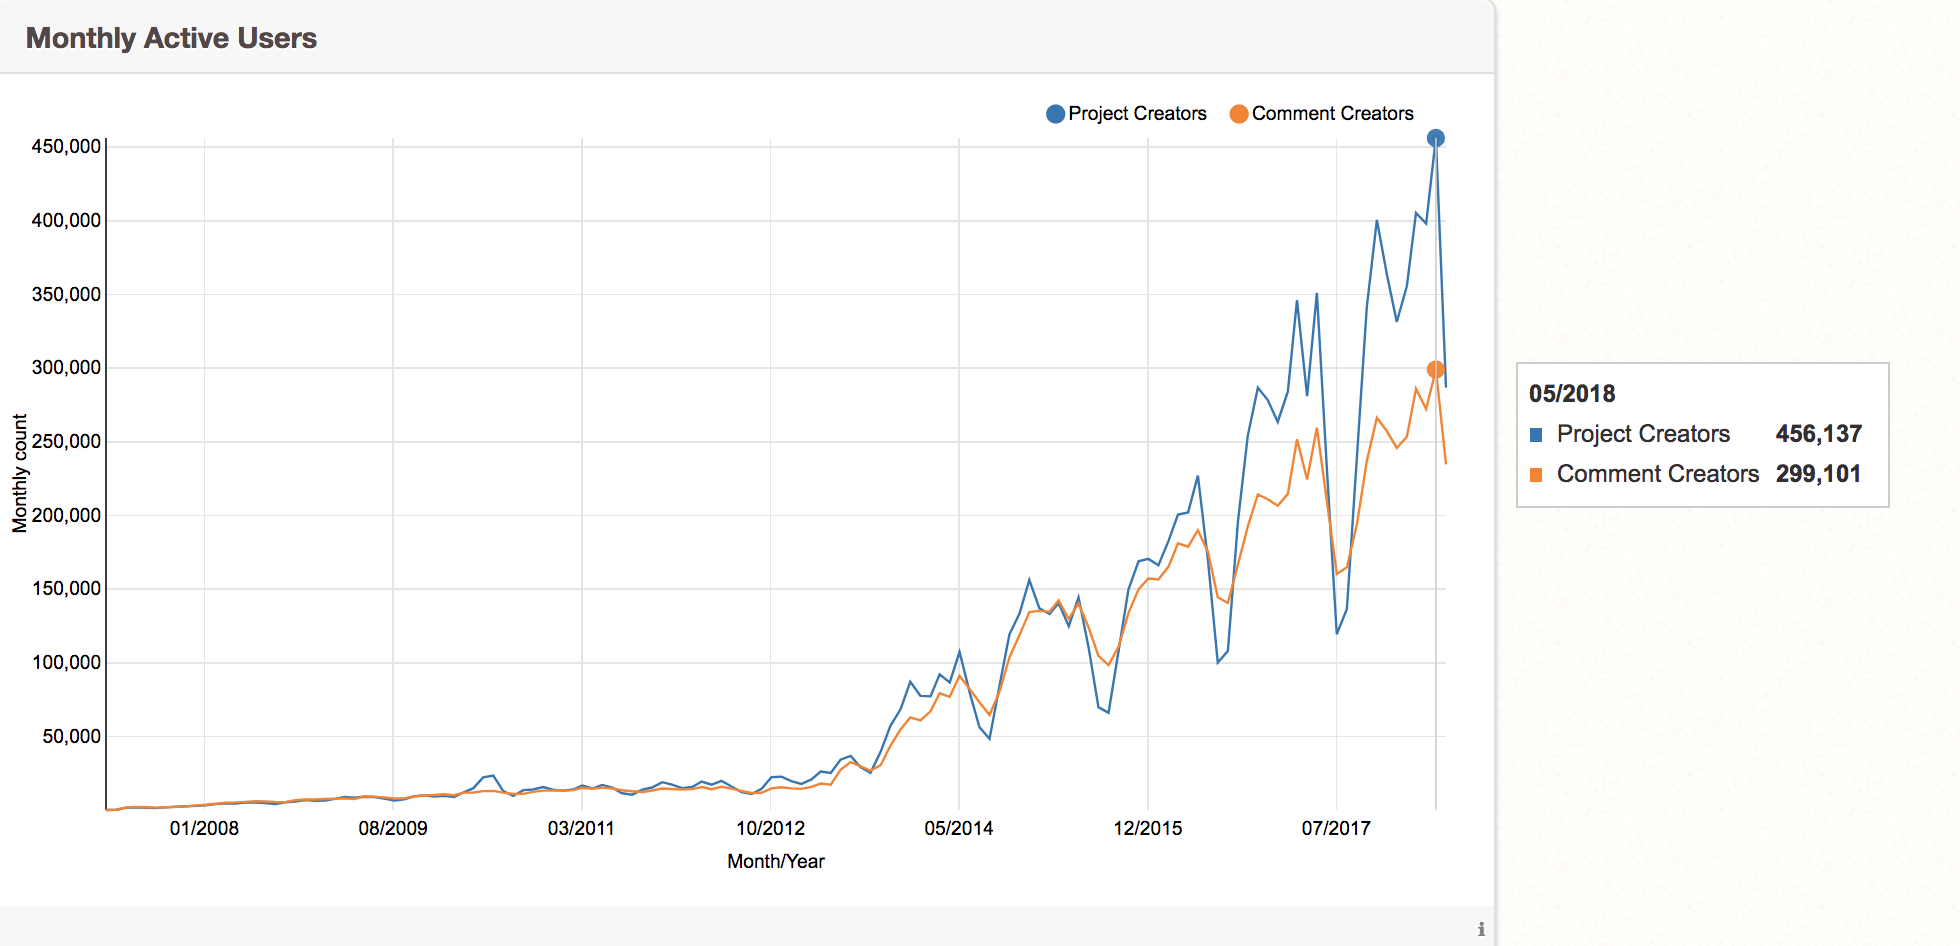 Monthly Active Users
Project Creators Comment Creators
450,000
400,000
350,000
300,000
250,000
200,000
150,000
100,000
50,000
Monthly count
01/2008 08/2009 03/2011 10/2012 05/2014 12/2015 07/2017
Month/Year
05/2018
Project Creators 456,137
Comment Creators 299,101
i